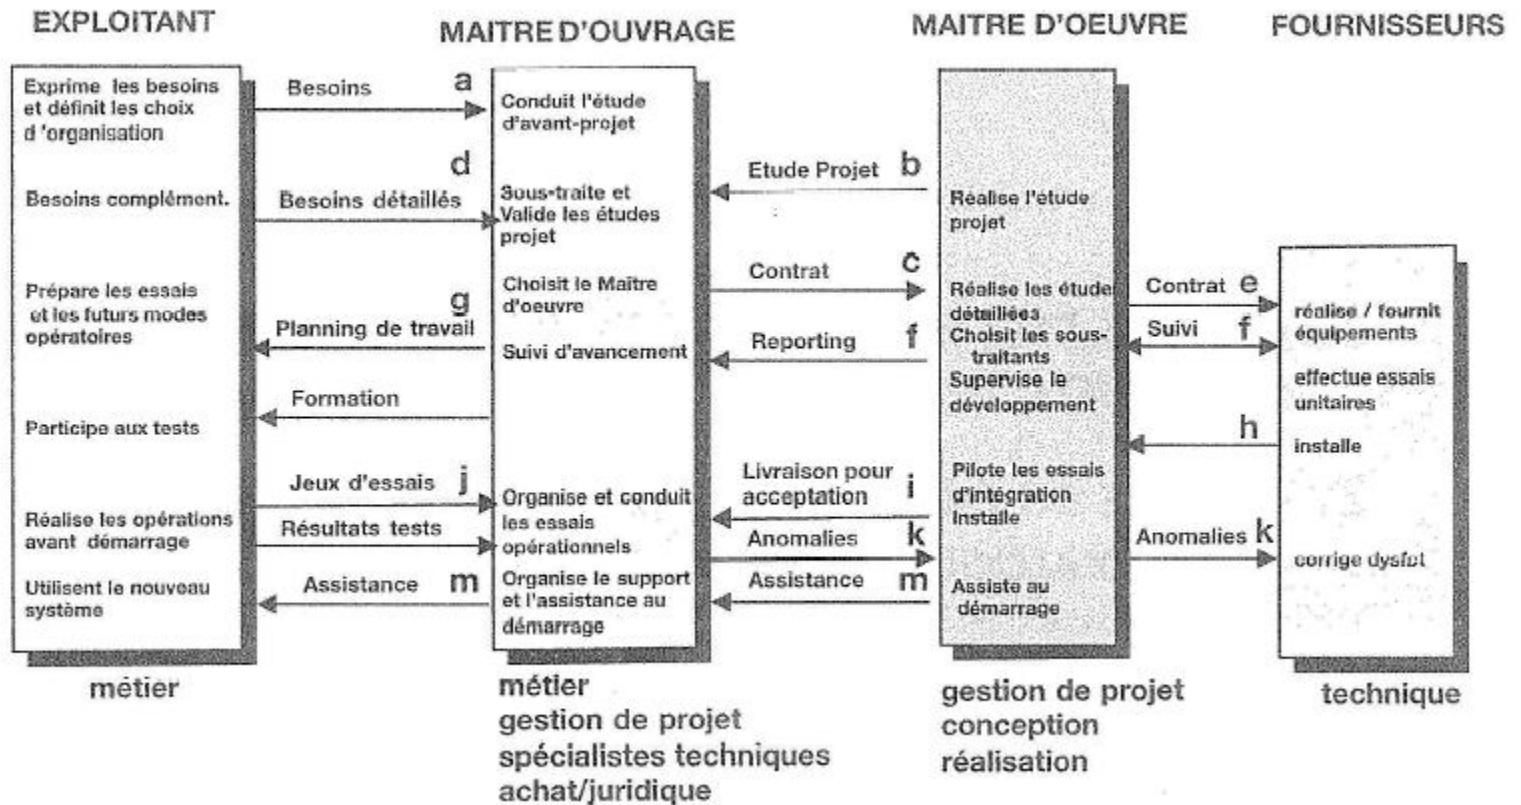 EXPLOITANT
MAITRE D'OUVRAGE
MAITRE D'OEUVRE
FOURNISSEURS
Exprime les besoins
et définit les choix
d'organisation
Besoins complément.
Prépare les essais
et les futurs modes
opératoires
Participe aux tests
Réalise les opérations
avant démarrage
Utilisent le nouveau
système
métier
Besoins a
d
Besoins détaillés
g
Planning de travail
Formation
Jeux d'essais j
Résultats tests
Assistance m
Conduit l'étude
d'avant-projet
Sous-traite et
Valide les études
projet
Choisit le Maître
d'oeuvre
Suivi d'avancement
Organise et conduit
les essais
opérationnels
Organise le support
et l'assistance au
démarrage
métier
gestion de projet
spécialistes techniques
achat/juridique
Etude Projet b
Contrat c
Reporting f
Livraison pour
acceptation i
Anomalies k
Assistance m
Réalise l'étude
projet
Réalise les étude
détaillées
Choisit les sous-
traitants
Supervise le
développement
Pilote les essais
d'intégration
Installe
Assiste au
démarrage
gestion de projet
conception
réalisation
Contrat e
Suivi f
h
Anomalies k
réalise / fournit
équipements
effectue essais
unitaires
installe
corrige dysfct
technique